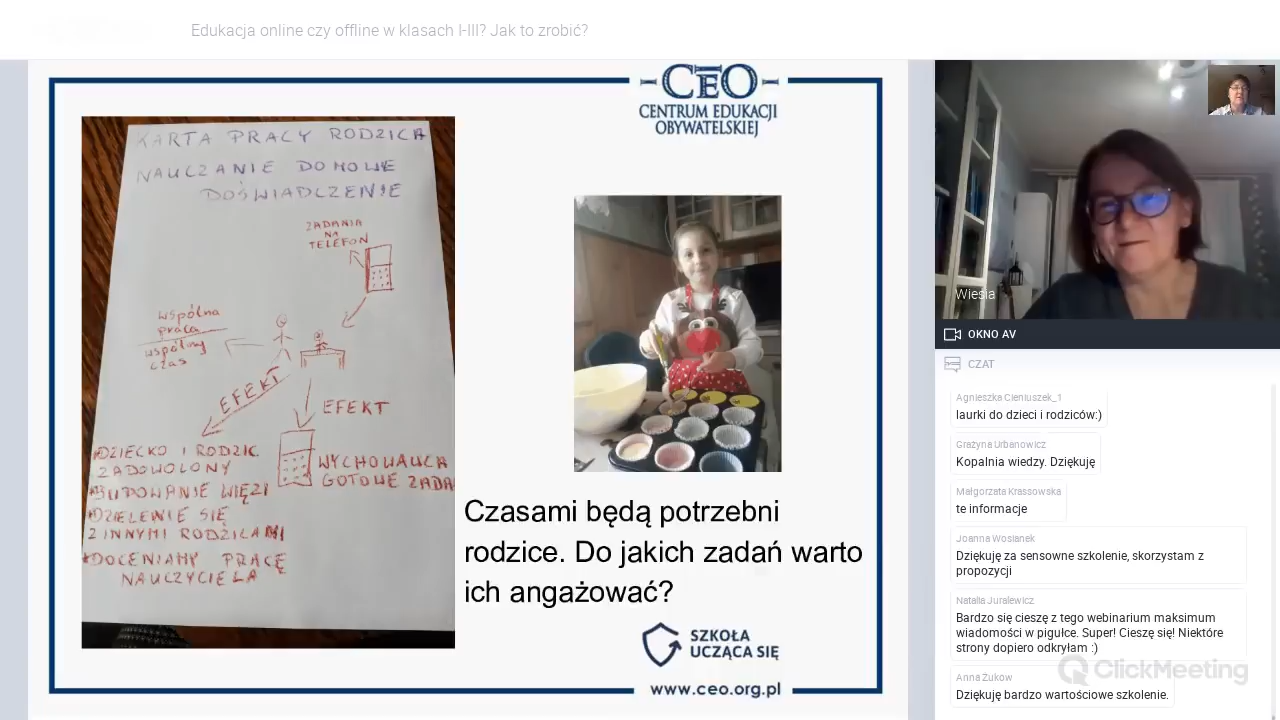 Edukacja online czy offline w klasach I-III? Jak to zrobić?
CEO
CENTRUM EDUKACJI
OBYWATELSKIEJ
KARTA PRACY RODZICA
NAUCZANIE DOMOWE
DOŚWIADCZENIE
ZADANIA
NA
TELEFON
wspólna
praca
wspólny
czas
EFEKT
EFEKT
DZIECKO I RODZIC
ZADOWOLONY
BUDOWANIE WIĘZI
DZIELENIE SIĘ
Z INNYMI RODZICAMI
DOCENIAMY PRACĘ
NAUCZYCIELA
WYCHOWAWCA
GOTOWE ZADA
Czasami będą potrzebni
rodzice. Do jakich zadań warto
ich angażować?
SZKOŁA
UCZĄCA SIĘ
www.ceo.org.pl
Wiesia
OKNO AV
CZAT
Agnieszka Cieniuszek_1
laurki do dzieci i rodziców:)
Grażyna Urbanowicz
Kopalnia wiedzy. Dziękuję
Małgorzata Krassowska
te informacje
Joanna Wosianek
Dziękuję za sensowne szkolenie, skorzystam z
propozycji
Natalia Juralewicz
Bardzo się cieszę z tego webinarium maksimum
wiadomości w pigułce. Super! Cieszę się! Niektóre
strony dopiero odkryłam :)
Anna Żuków
Dziękuję bardzo wartościowe szkolenie.
ClickMeeting